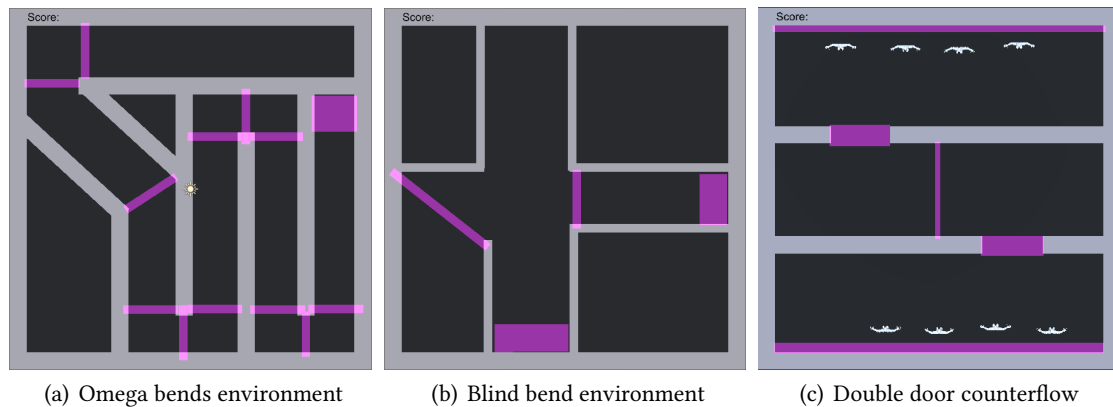 Score:
Score:
Score:
(a) Omega bends environment
(b) Blind bend environment
(c) Double door counterflow